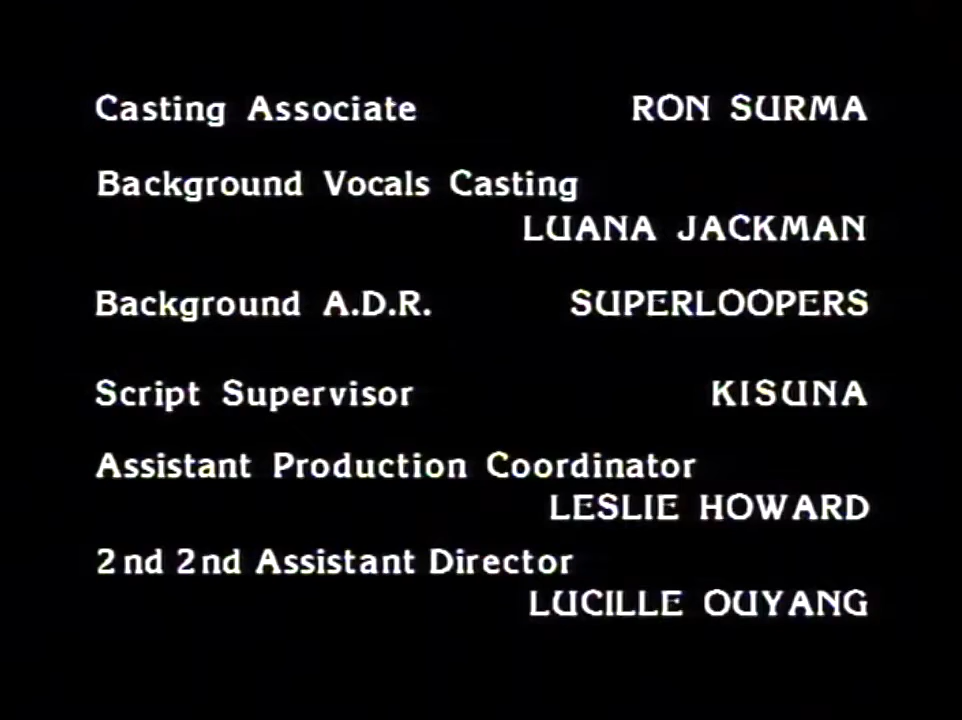 Casting Associate RON SURMA
Background Vocals Casting
LUANA JACKMAN
Background A.D.R. SUPERLOOPERS
Script Supervisor KISUNA
Assistant Production Coordinator
LESLIE HOWARD
2nd 2nd Assistant Director
LUCILLE OUYANG